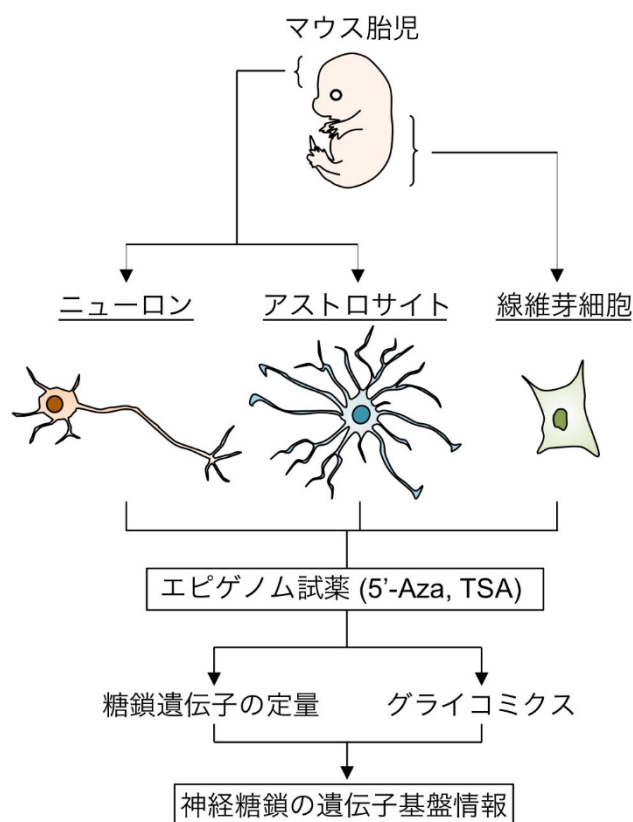 マウス胎児
ニューロン
アストロサイト
線維芽細胞
エピゲノム試薬 (5’-Aza, TSA)
糖鎖遺伝子の定量
グライコミクス
神経糖鎖の遺伝子基盤情報